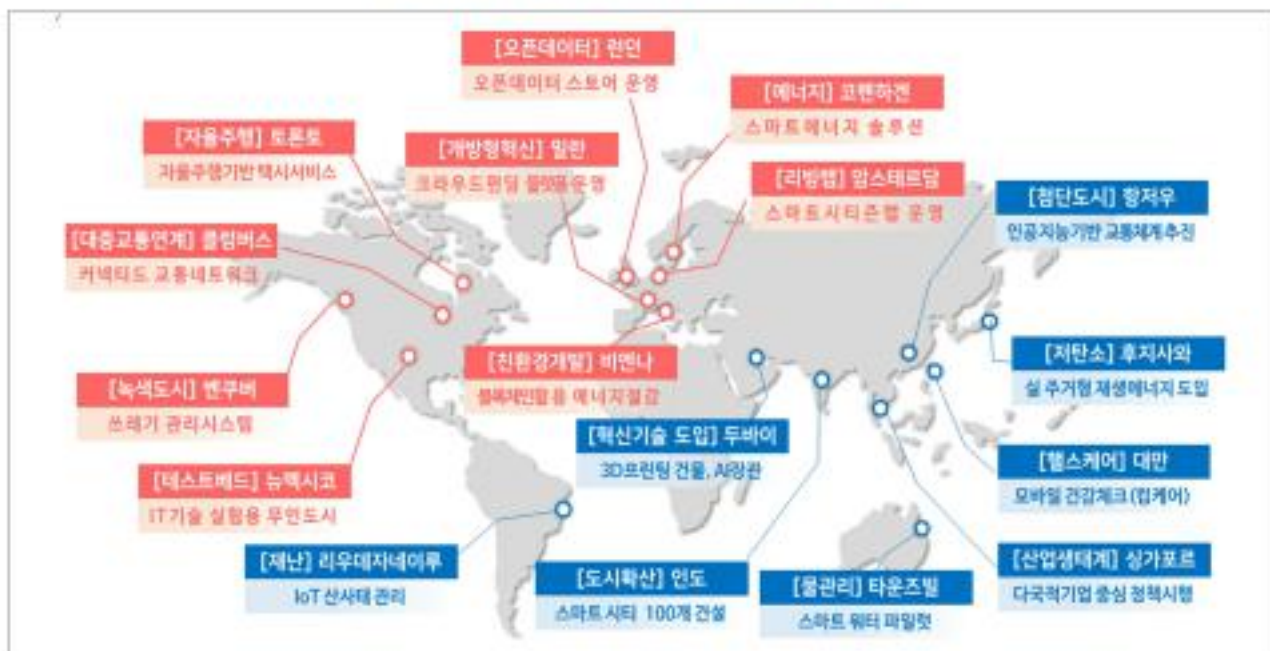 [오픈데이터] 런던
오픈데이터 스토어 운영
[에너지] 코펜하겐
스마트에너지 솔루션
[자율주행] 토론토
자율주행기반 택시서비스
[개방형혁신] 밀란
크라우드펀딩 플랫폼운영
[리빙랩] 암스테르담
스마트시티즌랩 운영
[첨단도시] 항저우
인공지능기반 교통체계 추진
[대중교통연계] 콜럼버스
커넥티드 교통네트워크
[저탄소] 후지사와
실 주거형 재생에너지 도입
[친환경개발] 비엔나
블록체인활용 에너지절감
[녹색도시] 벤쿠버
쓰레기 관리시스템
[혁신기술 도입] 두바이
3D프린팅 건물, AI장관
[헬스케어] 대만
모바일 건강체크 (킵케어)
[테스트베드] 뉴멕시코
IT기술 실험용 무인도시
[재난] 리우데자네이루
IoT 산사태 관리
[도시확산] 인도
스마트 시티 100개 건설
[물관리] 타운즈빌
스마트 워터 파일럿
[산업생태계] 싱가포르
다국적기업 중심 정책시행